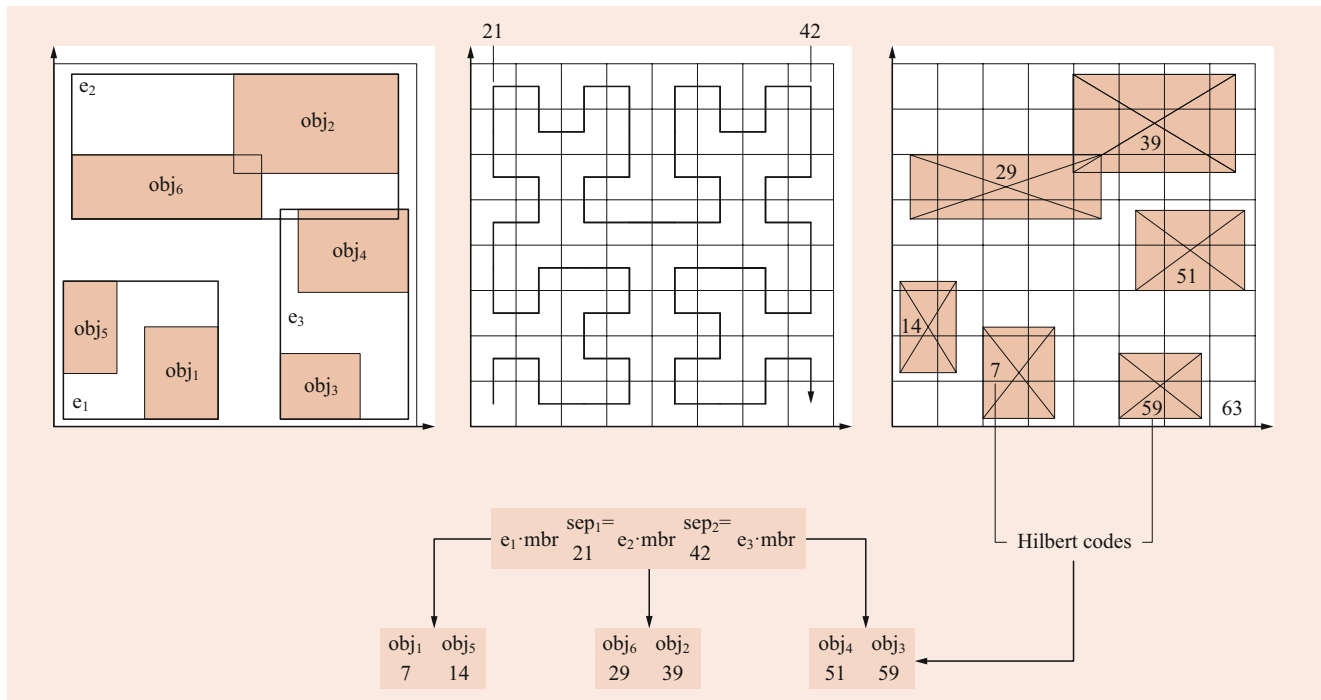 21
42
e₂
obj₂
obj₆
obj₄
obj₅
e₃
obj₁
obj₃
e₁
39
29
51
14
7
59
63
sep₁= sep₂=
e₁·mbr e₂·mbr e₃·mbr
21 42
Hilbert codes
obj₁ obj₅
7 14
obj₆ obj₂
29 39
obj₄ obj₃
51 59